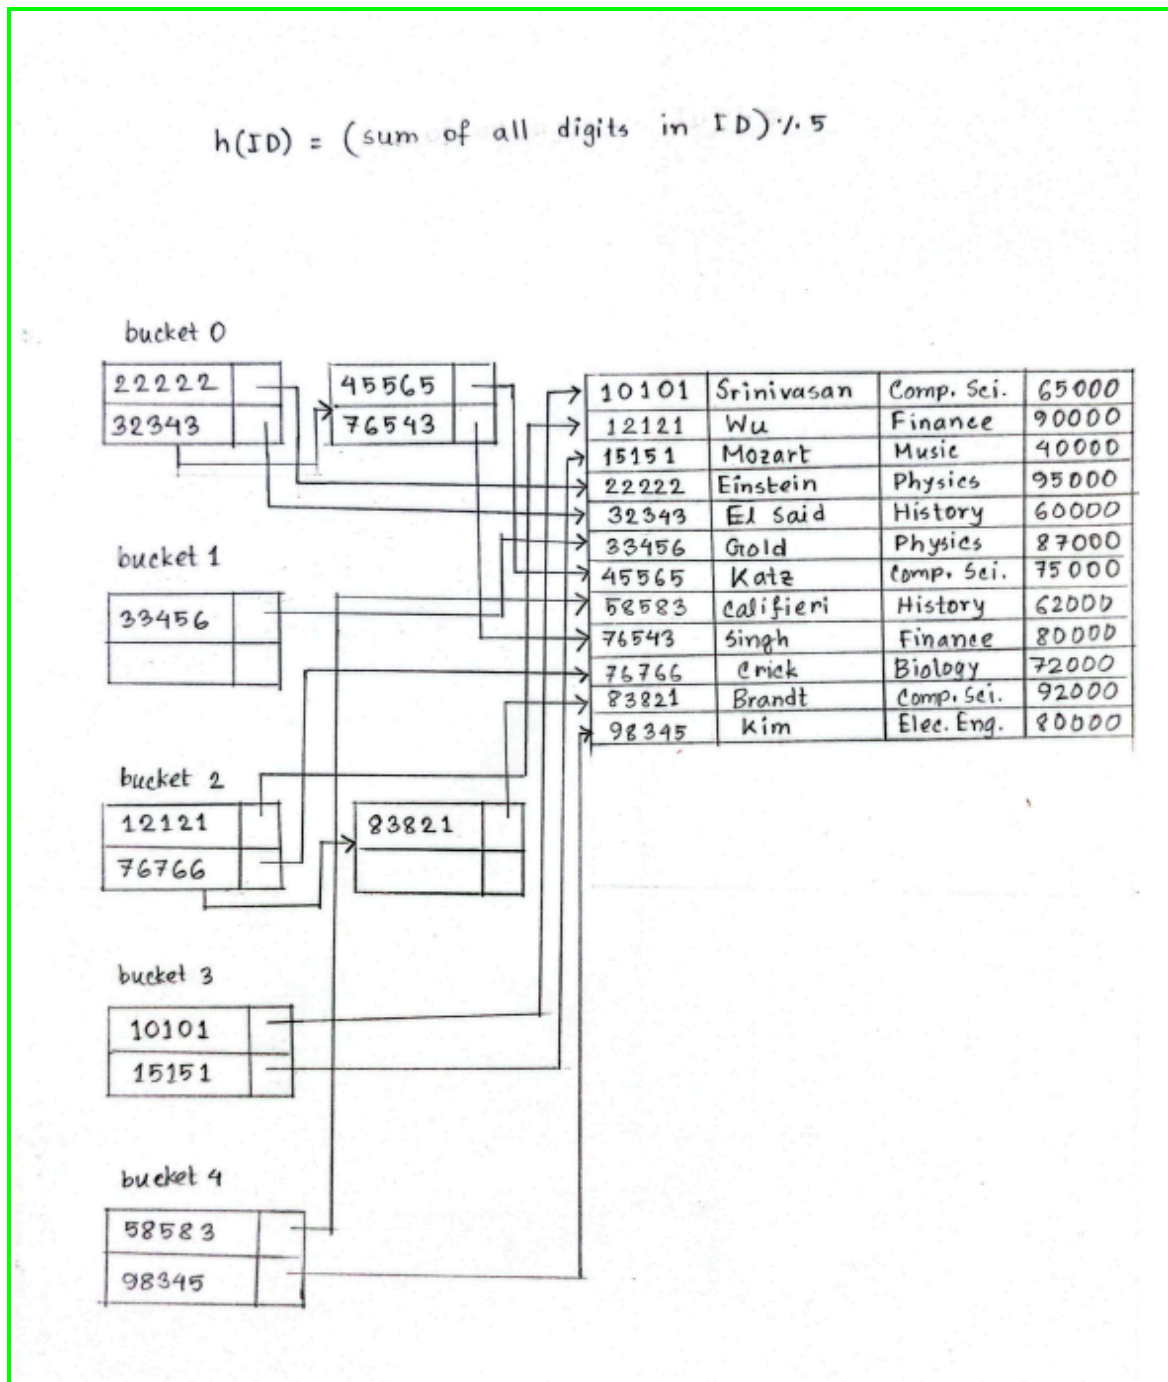 h(ID) = (sum of all digits in ID) % 5
bucket 0
22222
32343
45565
76543
bucket 1
33456
bucket 2
12121
76766
83821
bucket 3
10101
15151
bucket 4
58583
98345
10101 Srinivasan Comp. Sci. 65000
12121 Wu Finance 90000
15151 Mozart Music 40000
22222 Einstein Physics 95000
32343 El Said History 60000
33456 Gold Physics 87000
45565 Katz Comp. Sci. 75000
58583 Califieri History 62000
76543 Singh Finance 80000
76766 Crick Biology 72000
83821 Brandt Comp. Sci. 92000
98345 Kim Elec. Eng. 80000